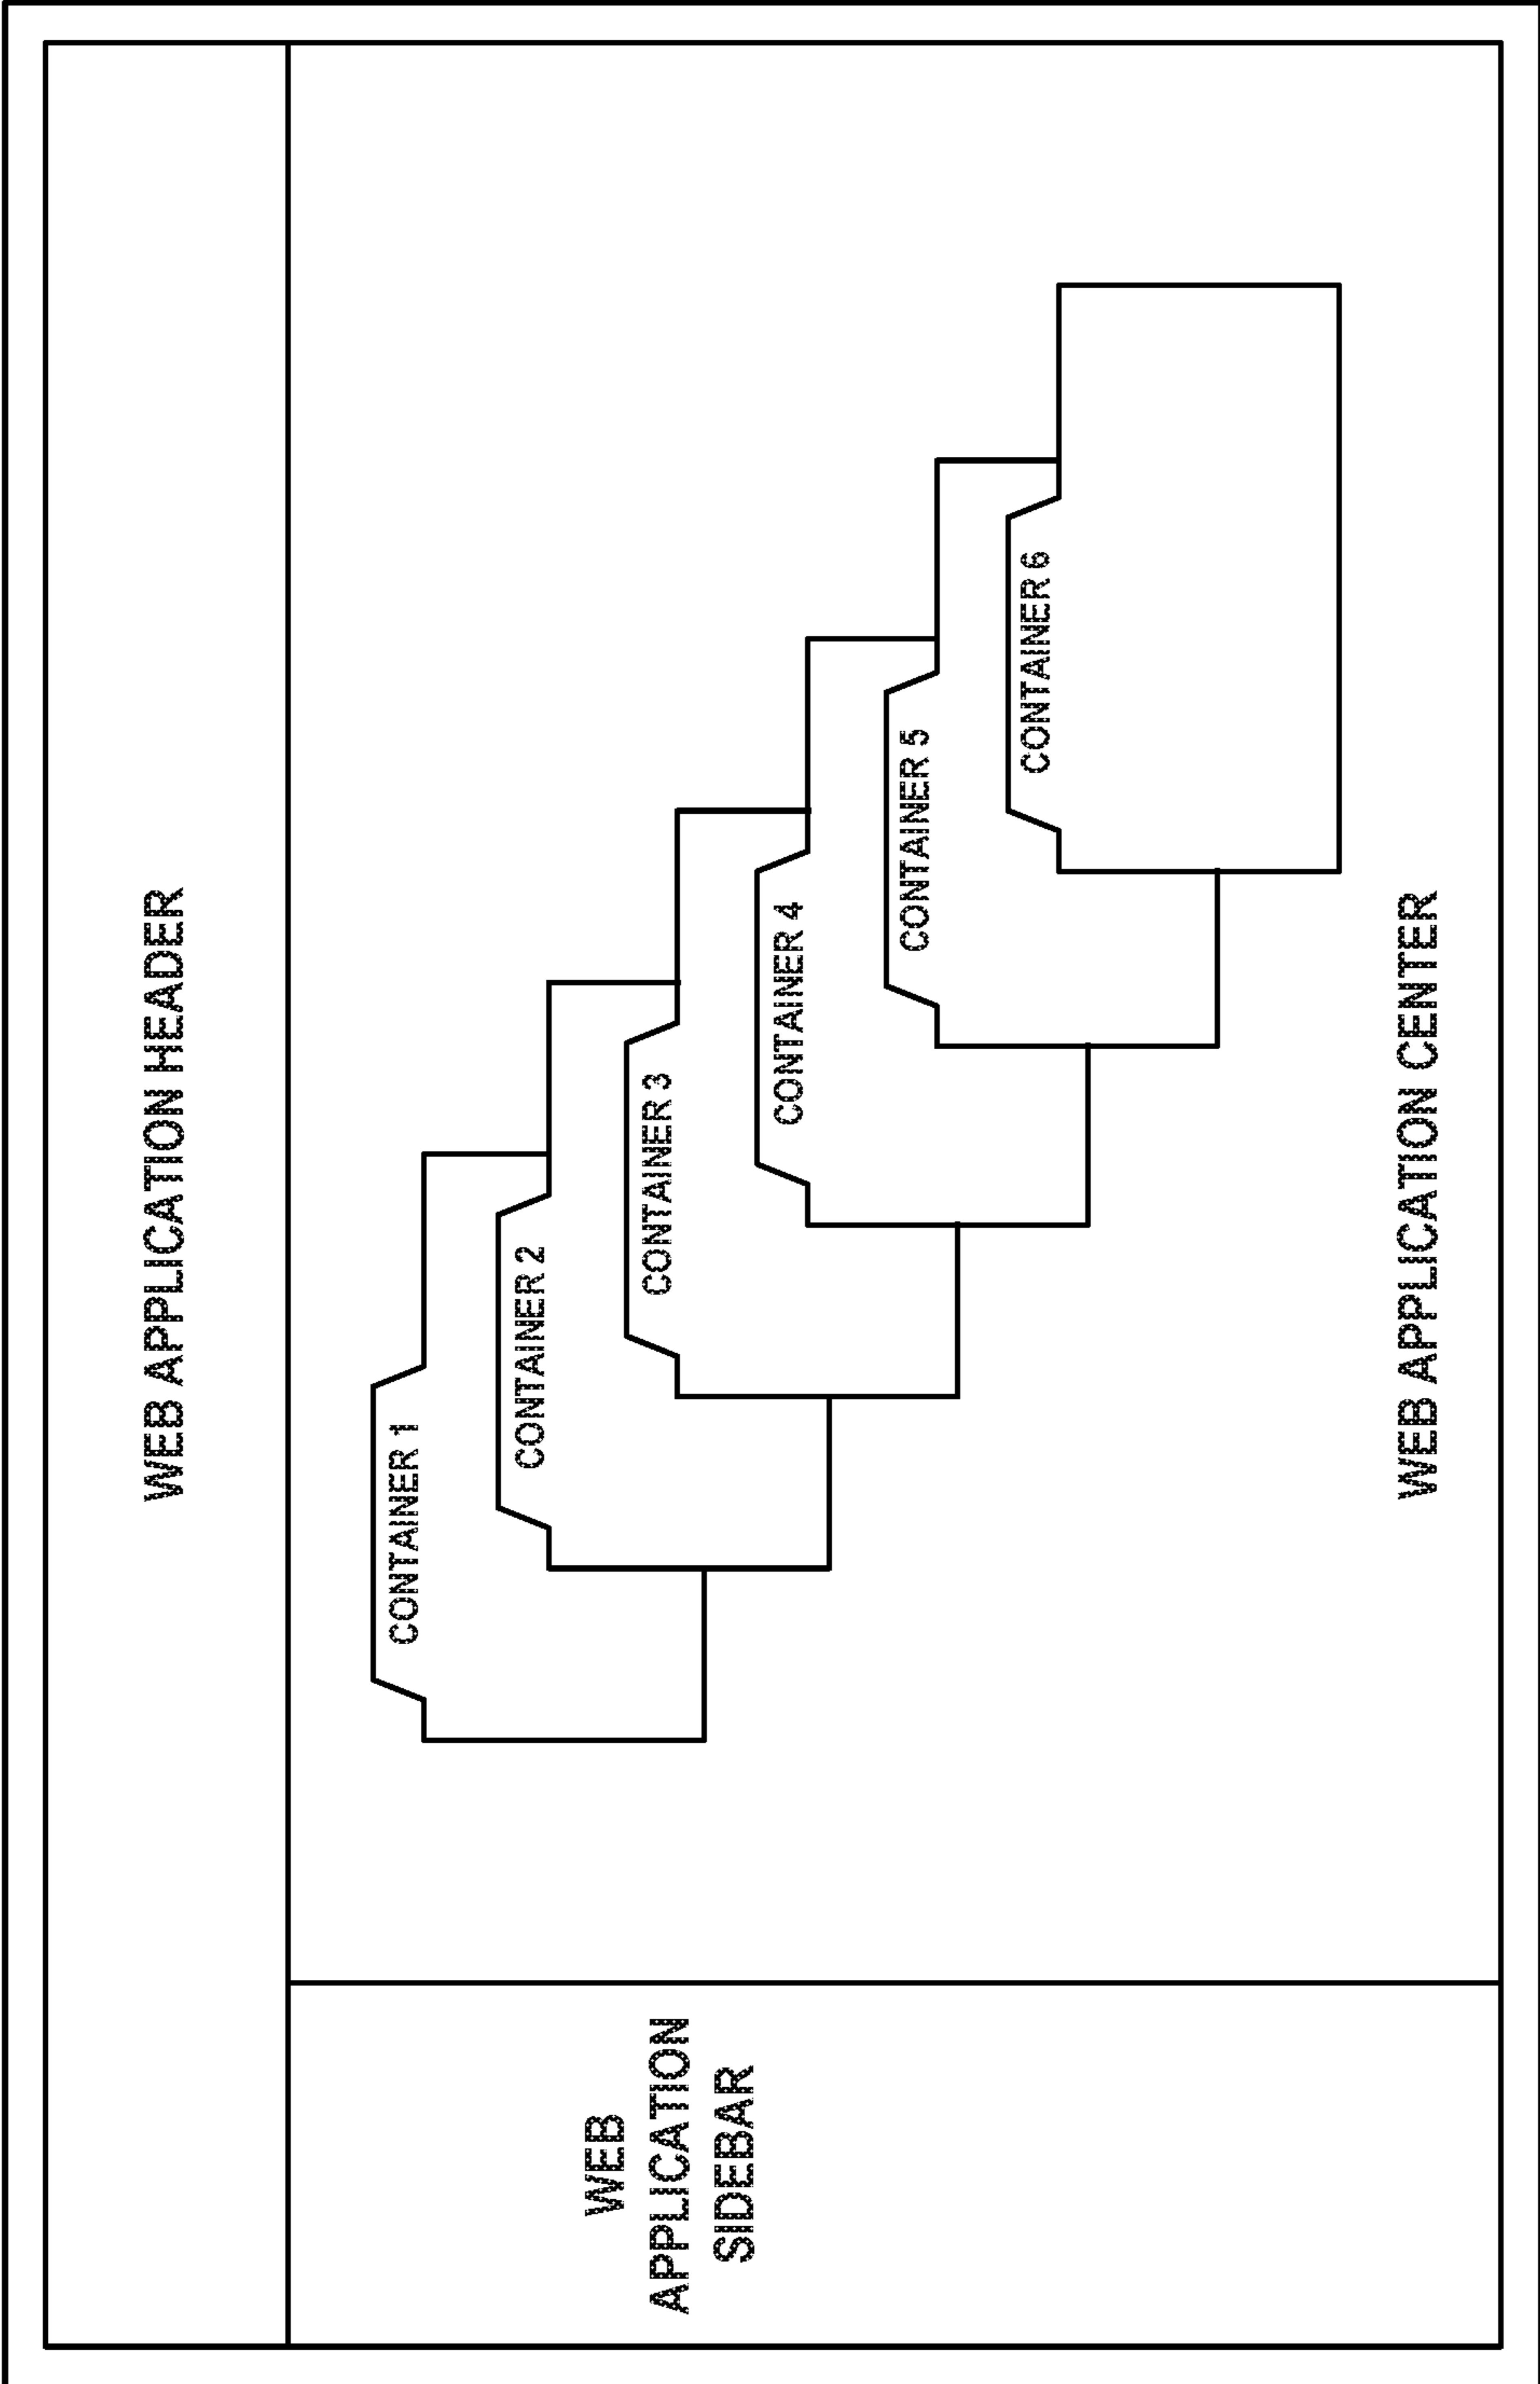 WEB APPLICATION HEADER
WEB
APPLICATION
SIDEBAR
CONTAINER 1
CONTAINER 2
CONTAINER 3
CONTAINER 4
CONTAINER 5
CONTAINER 6
WEB APPLICATION CENTER